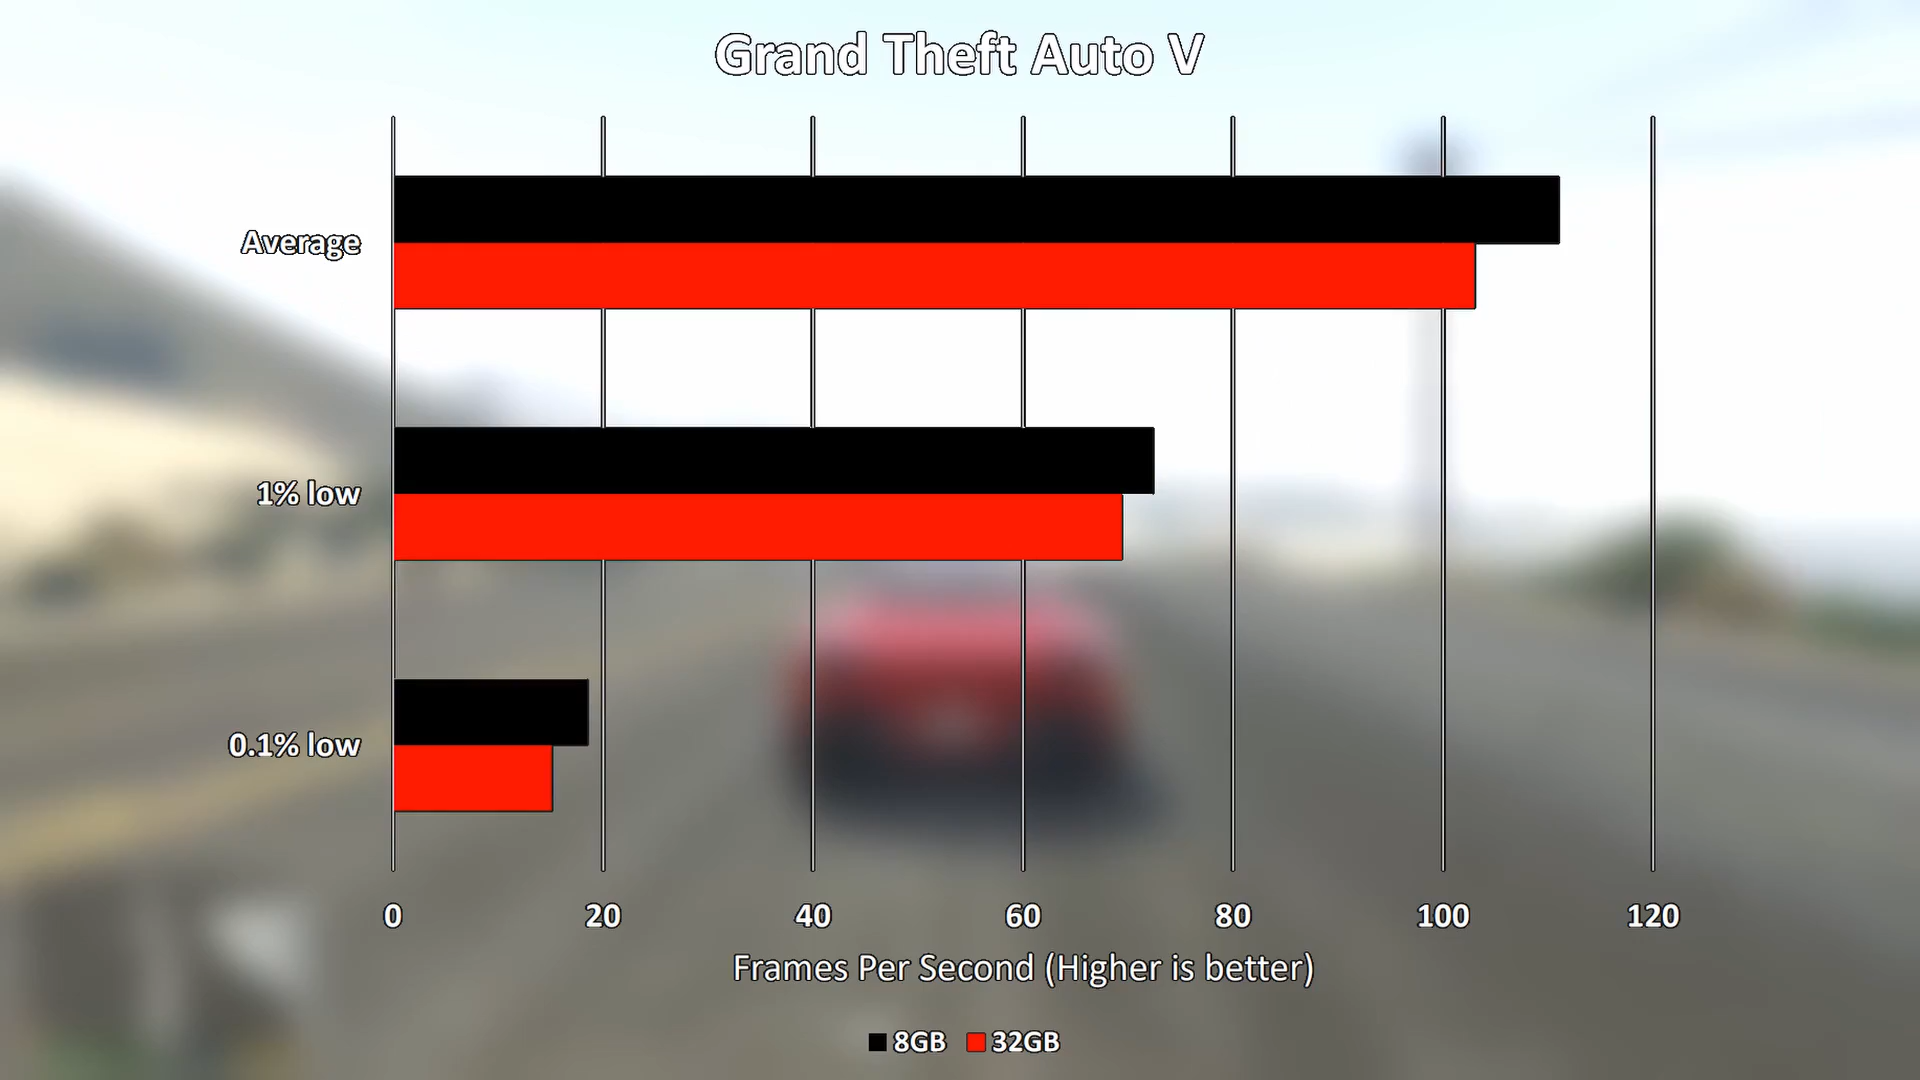 Grand Theft Auto V
Average
1% low
0.1% low
0 20 40 60 80 100 120
Frames Per Second (Higher is better)
8GB 32GB